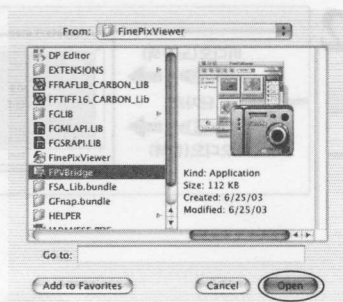 From: FinePixViewer
DP Editor
EXTENSIONS
FFRAFLIB_CARBON_LIB
FFTIFF16_CARBON_Lib
FGLIB
FGMLAPI.LIB
FGSRAPI.LIB
FinePixViewer
FPVBridge
FSA_Lib.bundle
GFnap.bundle
HELPER
Kind: Application
Size: 112 KB
Created: 6/25/03
Modified: 6/25/03
Go to:
Add to Favorites
Cancel
Open